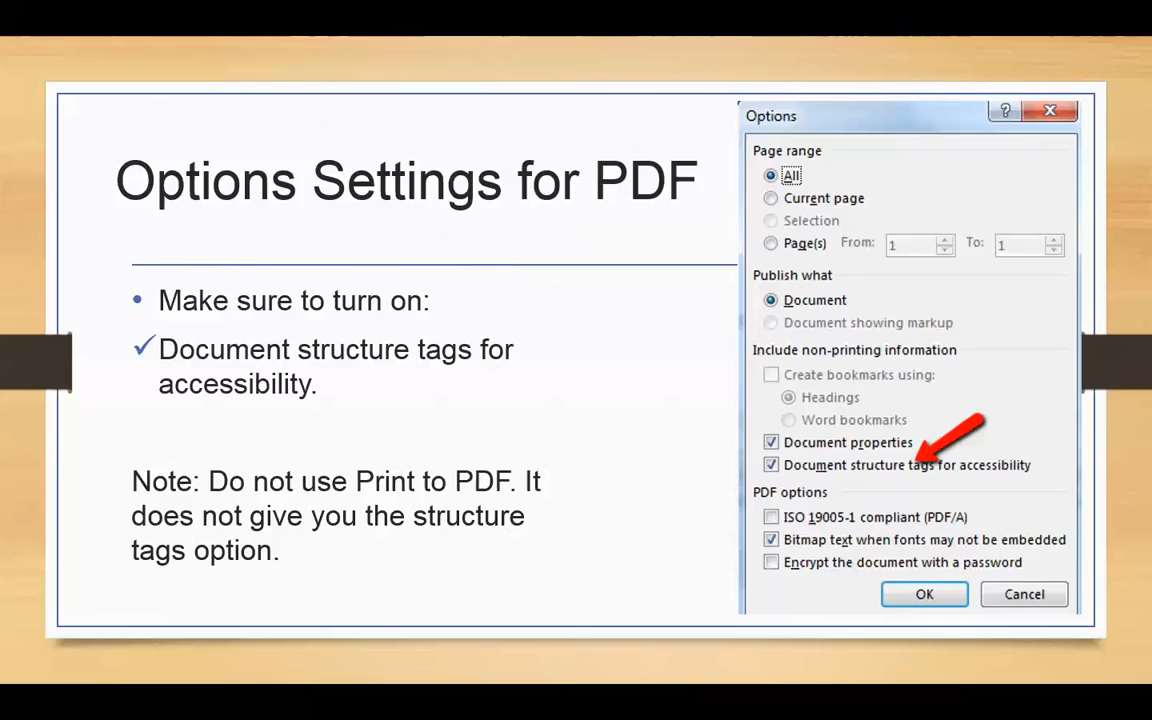 Options Settings for PDF
• Make sure to turn on:
✓ Document structure tags for
accessibility.
Note: Do not use Print to PDF. It
does not give you the structure
tags option.
Options
Page range
All
Current page
Selection
Page(s) From: 1 To: 1
Publish what
Document
Document showing markup
Include non-printing information
Create bookmarks using:
Headings
Word bookmarks
Document properties
Document structure tags for accessibility
PDF options
ISO 19005-1 compliant (PDF/A)
Bitmap text when fonts may not be embedded
Encrypt the document with a password
OK Cancel